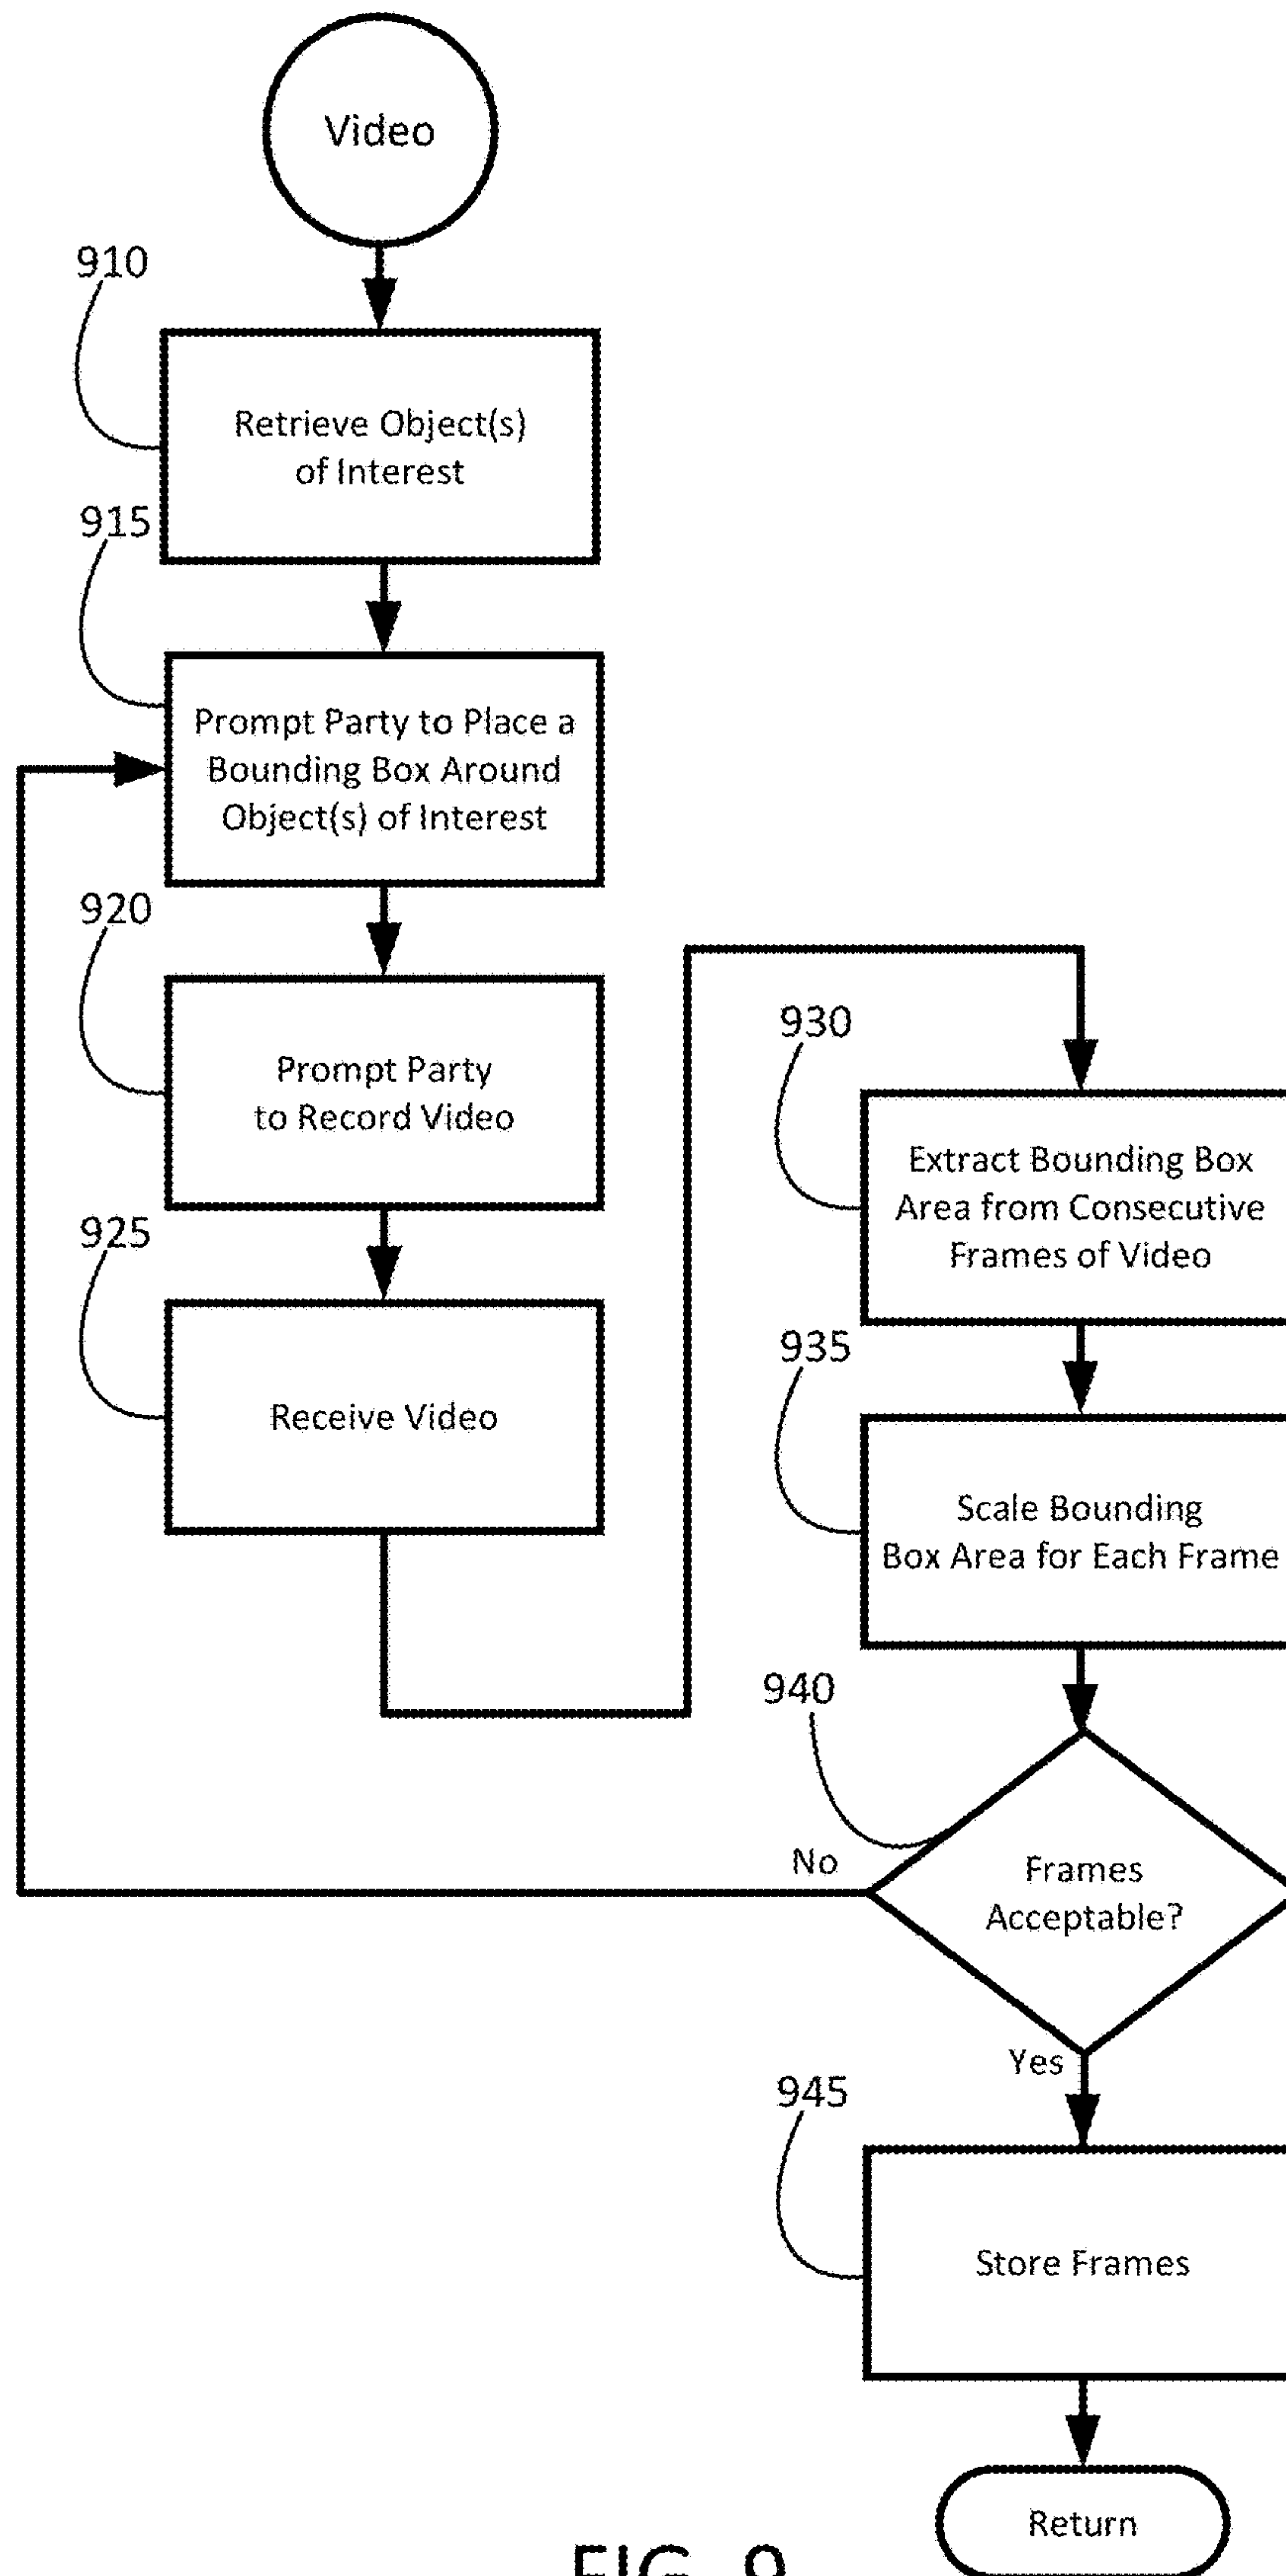 Video
910
Retrieve Object(s)
of Interest
915
Prompt Party to Place a
Bounding Box Around
Object(s) of Interest
920
Prompt Party
to Record Video
925
Receive Video
930
Extract Bounding Box
Area from Consecutive
Frames of Video
935
Scale Bounding
Box Area for Each Frame
940
No
Frames
Acceptable?
Yes
945
Store Frames
Return
FIG. 9